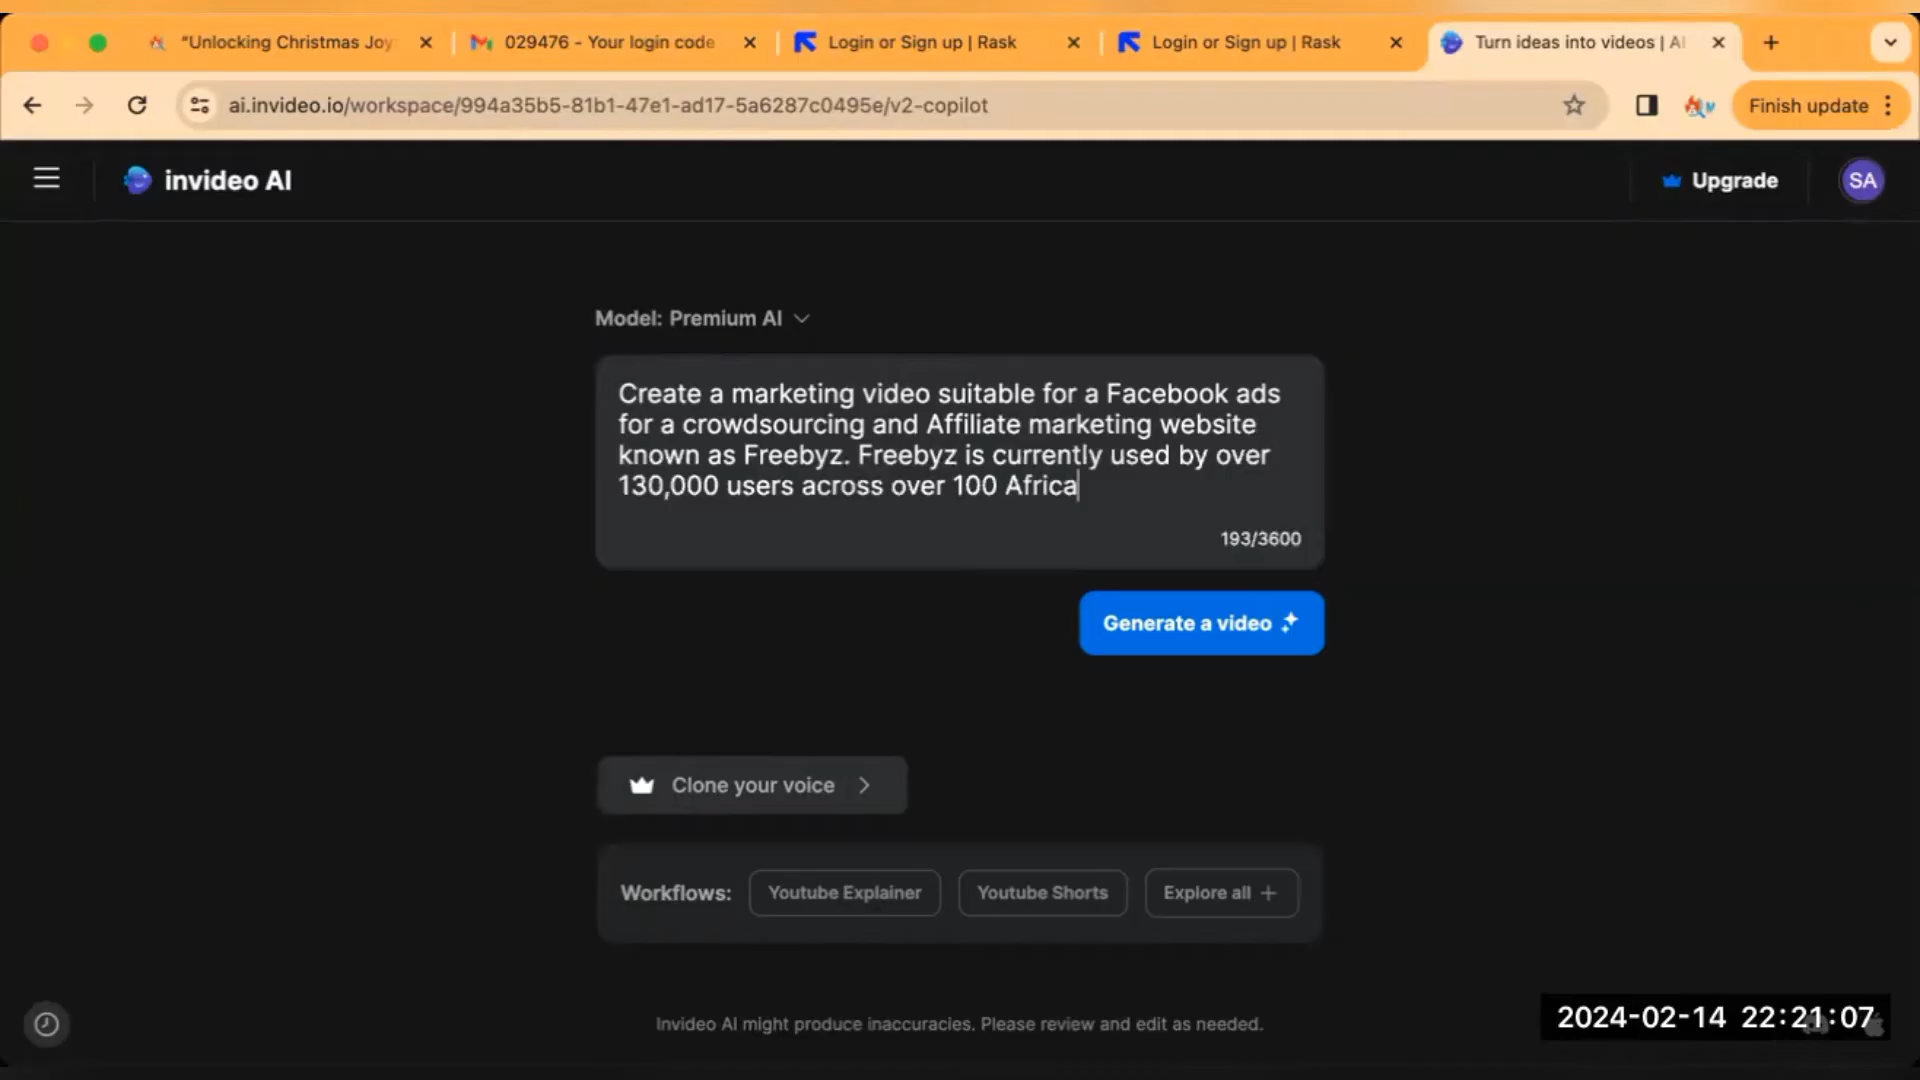 "Unlocking Christmas Joy
029476 - Your login code
Login or Sign up | Rask
Login or Sign up | Rask
Turn ideas into videos | AI
ai.invideo.io/workspace/994a35b5-81b1-47e1-ad17-5a6287c0495e/v2-copilot
Finish update
invideo AI
Upgrade
SA
Model: Premium AI
Create a marketing video suitable for a Facebook ads
for a crowdsourcing and Affiliate marketing website
known as Freebyz. Freebyz is currently used by over
130,000 users across over 100 Africa
193/3600
Generate a video
Clone your voice
Workflows:
Youtube Explainer
Youtube Shorts
Explore all
Invideo AI might produce inaccuracies. Please review and edit as needed.
2024-02-14 22:21:07